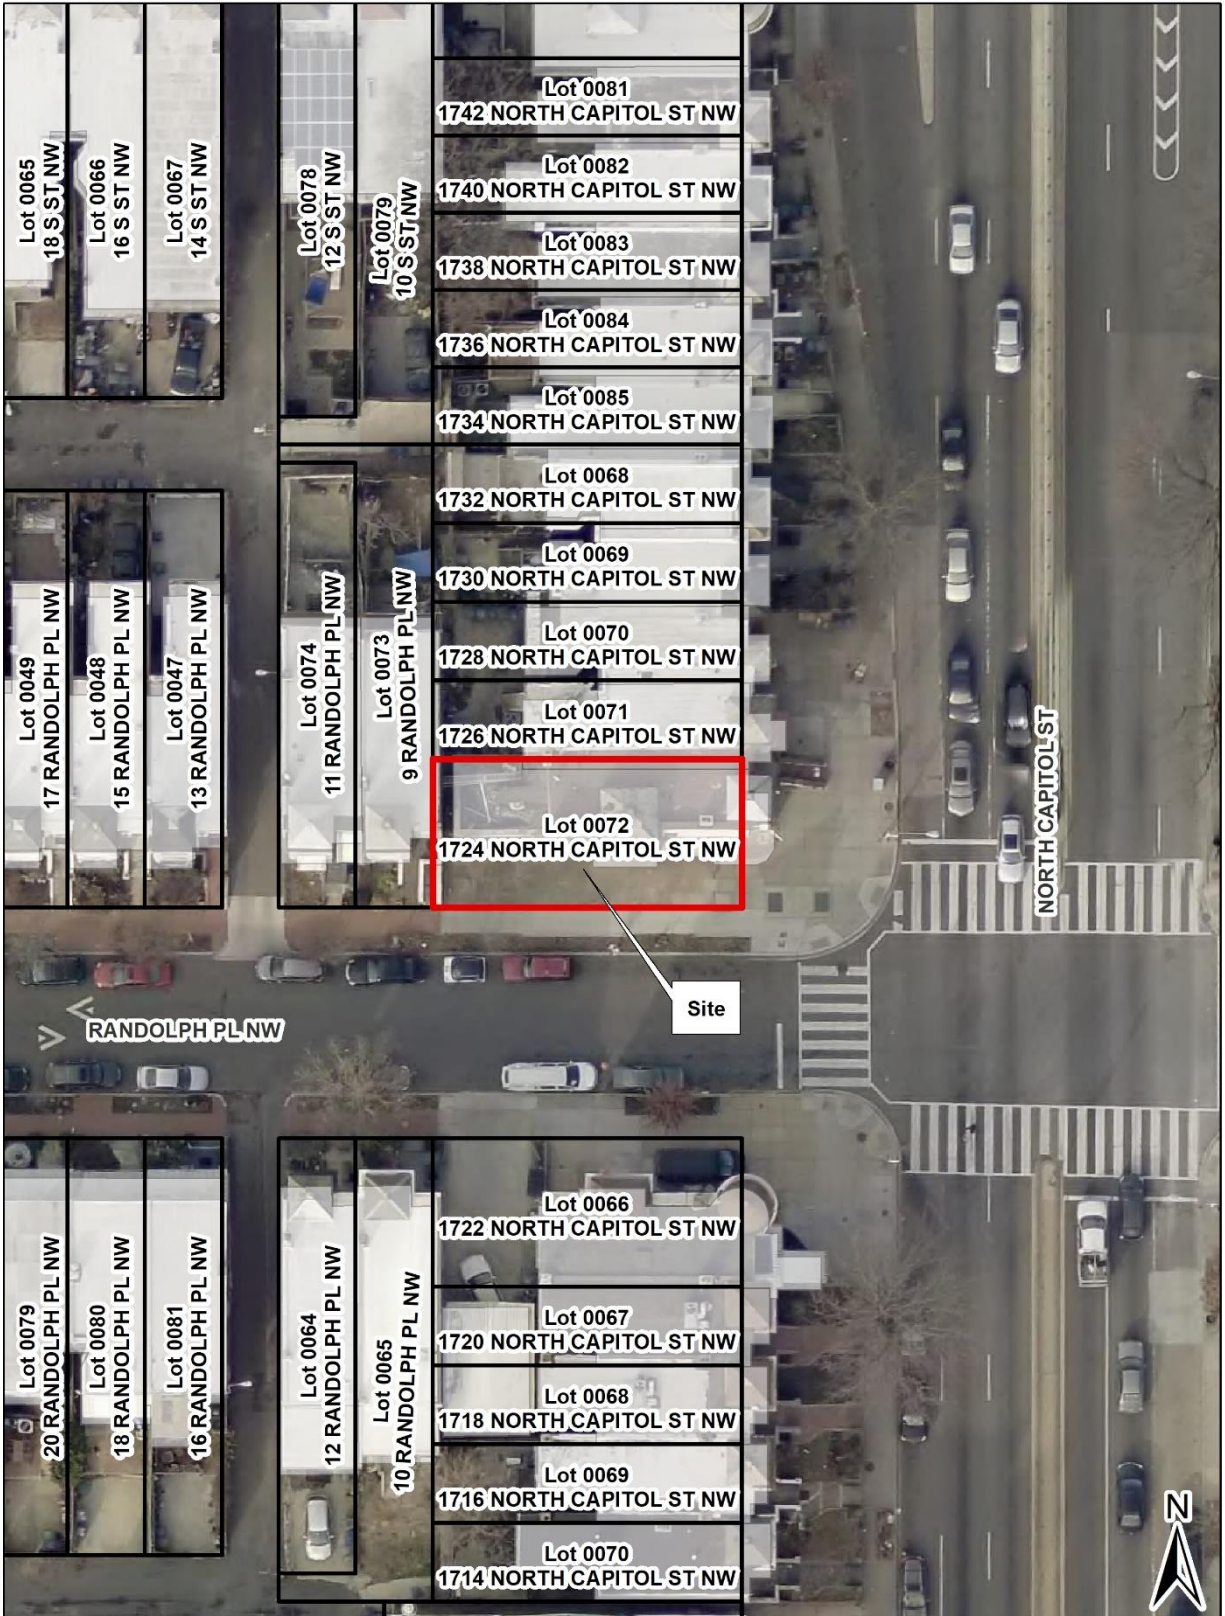 Lot 0081
1742 NORTH CAPITOL ST NW
Lot 0082
1740 NORTH CAPITOL ST NW
Lot 0083
1738 NORTH CAPITOL ST NW
Lot 0084
1736 NORTH CAPITOL ST NW
Lot 0085
1734 NORTH CAPITOL ST NW
Lot 0068
1732 NORTH CAPITOL ST NW
Lot 0069
1730 NORTH CAPITOL ST NW
Lot 0070
1728 NORTH CAPITOL ST NW
Lot 0071
1726 NORTH CAPITOL ST NW
Lot 0072
1724 NORTH CAPITOL ST NW
Lot 0065
18 S ST NW
Lot 0066
16 S ST NW
Lot 0067
14 S ST NW
Lot 0078
12 S ST NW
Lot 0079
10 S ST NW
Lot 0049
17 RANDOLPH PL NW
Lot 0048
15 RANDOLPH PL NW
Lot 0047
13 RANDOLPH PL NW
Lot 0074
11 RANDOLPH PL NW
Lot 0073
9 RANDOLPH PL NW
NORTH CAPITOL ST
Site
RANDOLPH PL NW
Lot 0079
20 RANDOLPH PL NW
Lot 0080
18 RANDOLPH PL NW
Lot 0081
16 RANDOLPH PL NW
Lot 0064
12 RANDOLPH PL NW
Lot 0065
10 RANDOLPH PL NW
Lot 0066
1722 NORTH CAPITOL ST NW
Lot 0067
1720 NORTH CAPITOL ST NW
Lot 0068
1718 NORTH CAPITOL ST NW
Lot 0069
1716 NORTH CAPITOL ST NW
Lot 0070
1714 NORTH CAPITOL ST NW
N